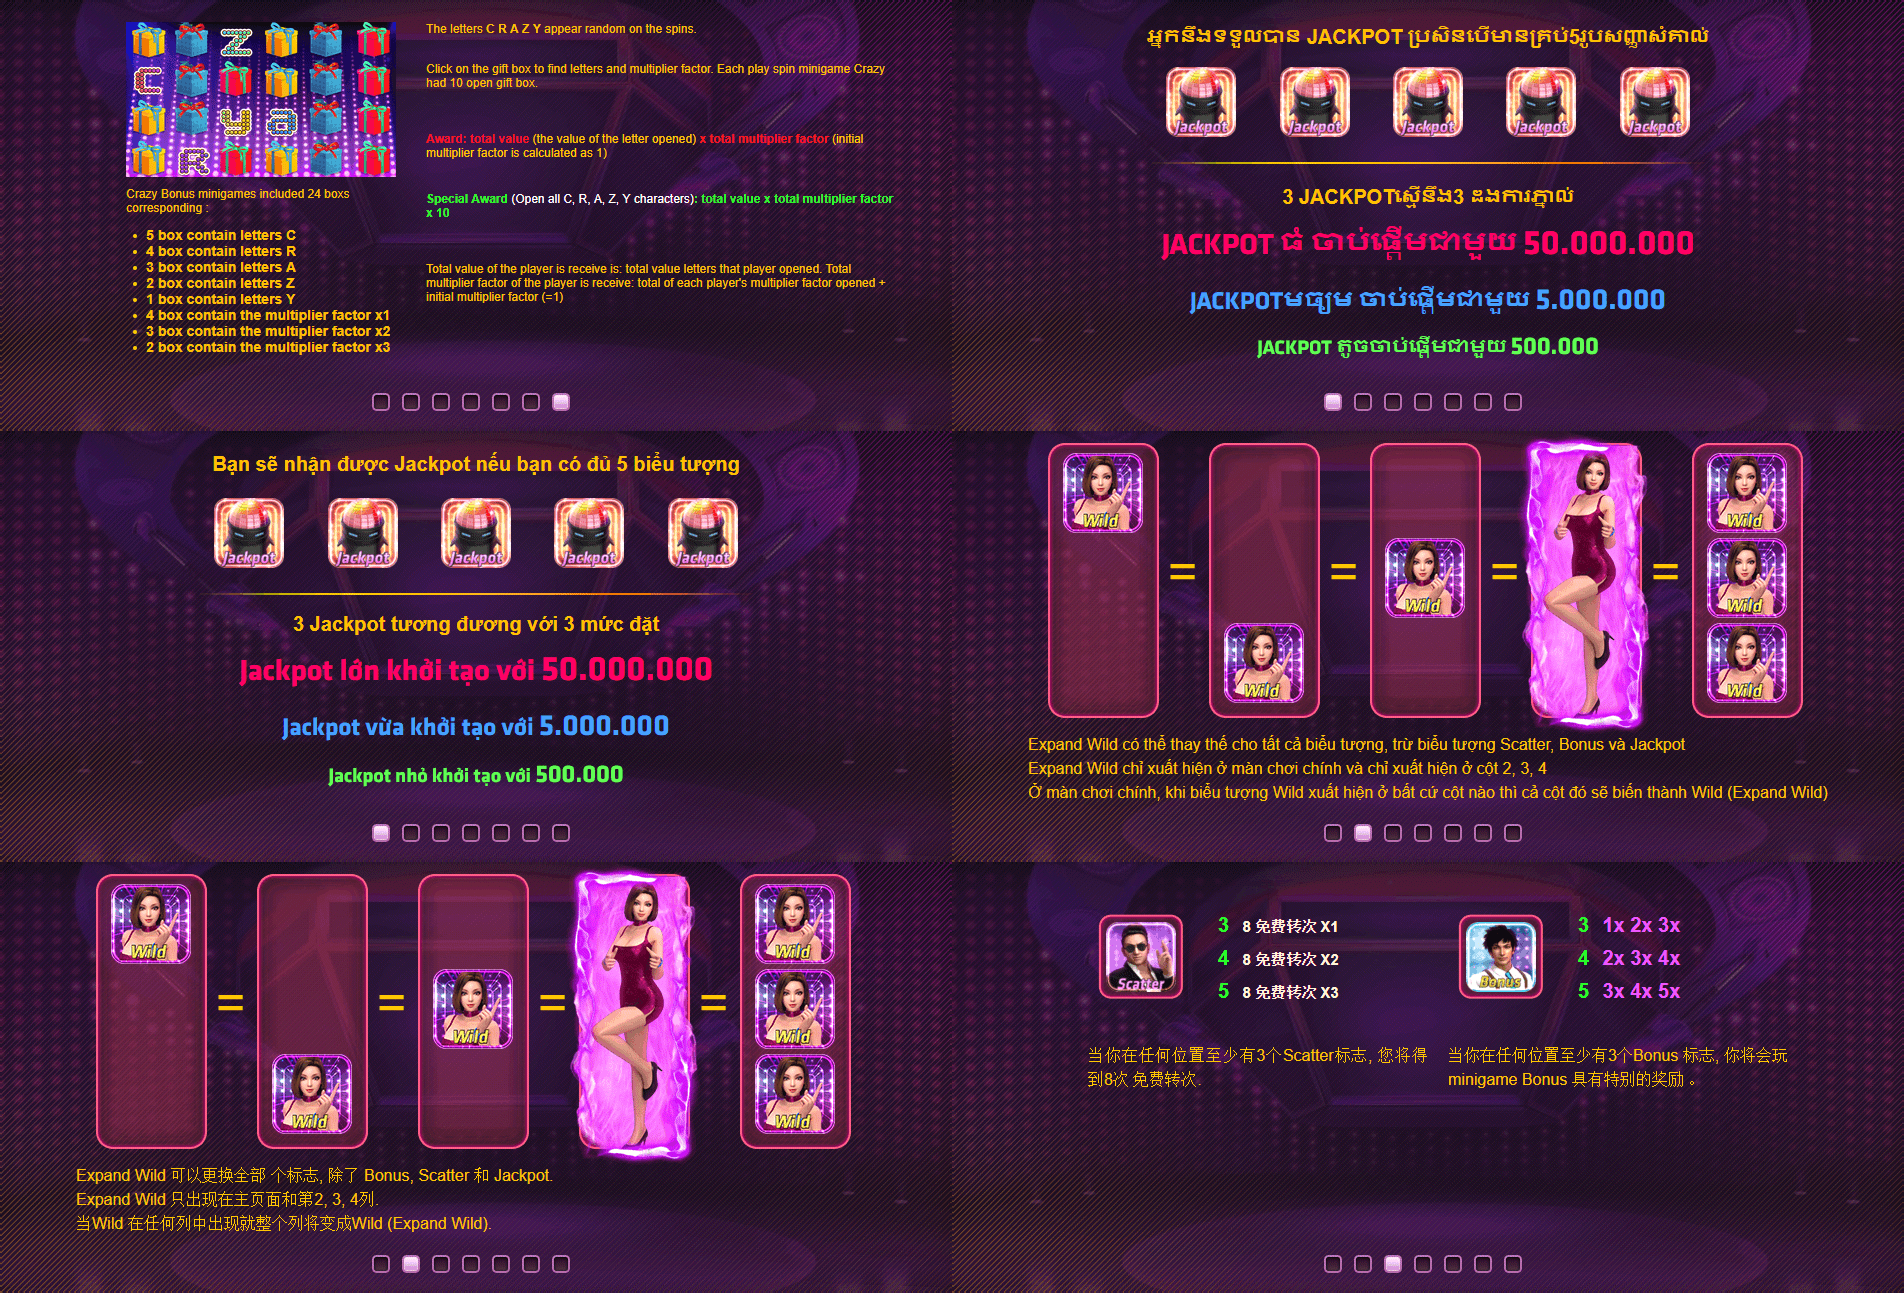 Z
C
y a
R
Crazy Bonus minigames included 24 boxs
corresponding :
• 5 box contain letters C
• 4 box contain letters R
• 3 box contain letters A
• 2 box contain letters Z
• 1 box contain letters Y
• 4 box contain the multiplier factor x1
• 3 box contain the multiplier factor x2
• 2 box contain the multiplier factor x3
The letters C R A Z Y appear random on the spins.
Click on the gift box to find letters and multiplier factor. Each play spin minigame Crazy
had 10 open gift box.
Award: total value (the value of the letter opened) x total multiplier factor (initial
multiplier factor is calculated as 1)
Special Award (Open all C, R, A, Z, Y characters): total value x total multiplier factor
x 10
Total value of the player is receive is: total value letters that player opened. Total
multiplier factor of the player is receive: total of each player's multiplier factor opened +
initial multiplier factor (=1)
អ្នកនឹងទទួលបាន JACKPOT ប្រសិនបើមានគ្រប់5រូបសញ្ញាសំគាល់
Jackpot Jackpot Jackpot Jackpot Jackpot
3 JACKPOTស្មើនឹង3 ដងការភ្នាល់
JACKPOT ធំ ចាប់ផ្តើមជាមួយ 50.000.000
JACKPOTមធ្យម ចាប់ផ្តើមជាមួយ 5.000.000
JACKPOT តូចចាប់ផ្តើមជាមួយ 500.000
Bạn sẽ nhận được Jackpot nếu bạn có đủ 5 biểu tượng
Jackpot Jackpot Jackpot Jackpot Jackpot
3 Jackpot tương đương với 3 mức đặt
Jackpot lớn khởi tạo với 50.000.000
Jackpot vừa khởi tạo với 5.000.000
Jackpot nhỏ khởi tạo với 500.000
Wild Wild
= = = =
Wild Wild
Wild Wild
Expand Wild có thể thay thế cho tất cả biểu tượng, trừ biểu tượng Scatter, Bonus và Jackpot
Expand Wild chỉ xuất hiện ở màn chơi chính và chỉ xuất hiện ở cột 2, 3, 4
Ở màn chơi chính, khi biểu tượng Wild xuất hiện ở bất cứ cột nào thì cả cột đó sẽ biến thành Wild (Expand Wild)
Wild Wild
= = = =
Wild Wild
Wild Wild
Expand Wild 可以更换全部 个标志, 除了 Bonus, Scatter 和 Jackpot.
Expand Wild 只出现在主页面和第2, 3, 4列.
当Wild 在任何列中出现就整个列将变成Wild (Expand Wild).
Scatter
3 8 免费转次 X1
4 8 免费转次 X2
5 8 免费转次 X3
当你在任何位置至少有3个Scatter标志, 您将得
到8次 免费转次.
Bonus
3 1x 2x 3x
4 2x 3x 4x
5 3x 4x 5x
当你在任何位置至少有3个Bonus 标志, 你将会玩
minigame Bonus 具有特别的奖励 。